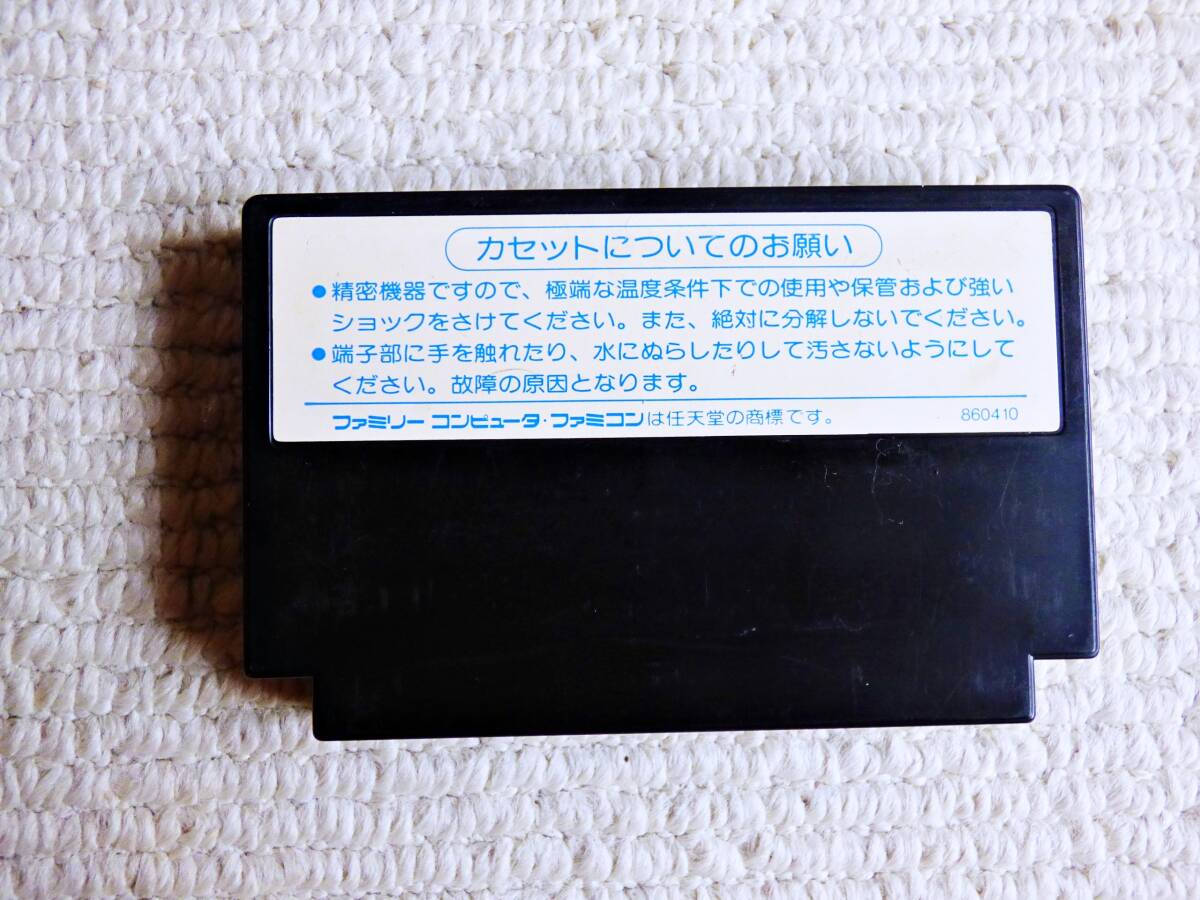 カセットについてのお願い
●精密機器ですので、極端な温度条件下での使用や保管および強い
ショックをさけてください。また、絶対に分解しないでください。
●端子部に手を触れたり、水にぬらしたりして汚さないようにして
ください。故障の原因となります。
ファミリー コンピュータ・ファミコンは任天堂の商標です。 860410